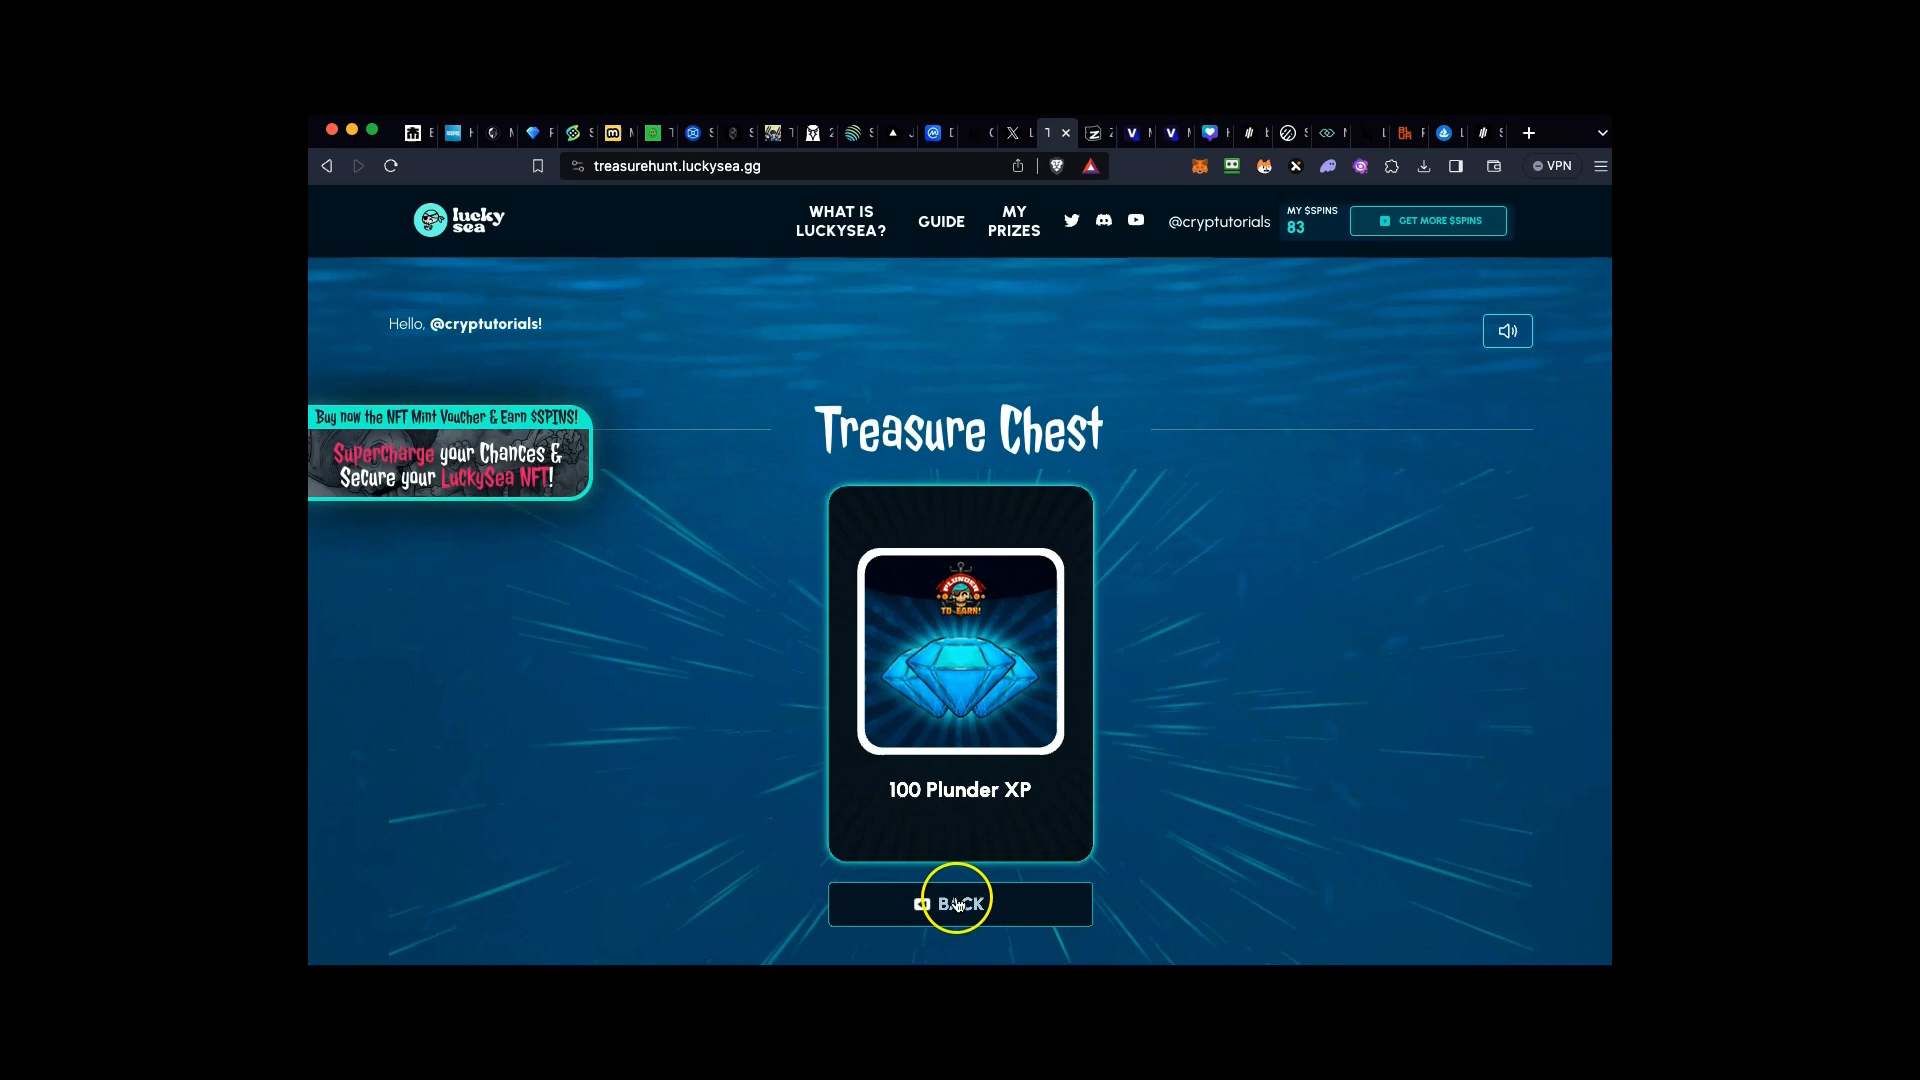 treasurehunt.luckysea.gg
VPN
lucky
sea
WHAT IS
LUCKYSEA?
GUIDE
MY
PRIZES
@cryptutorials
MY $SPINS
83
GET MORE $SPINS
Hello, @cryptutorials!
Buy now the NFT Mint Voucher & Earn $SPINS!
Supercharge your Chances &
Secure your LuckySea NFT!
Treasure Chest
PLUNDER
TO EARN!
100 Plunder XP
BACK